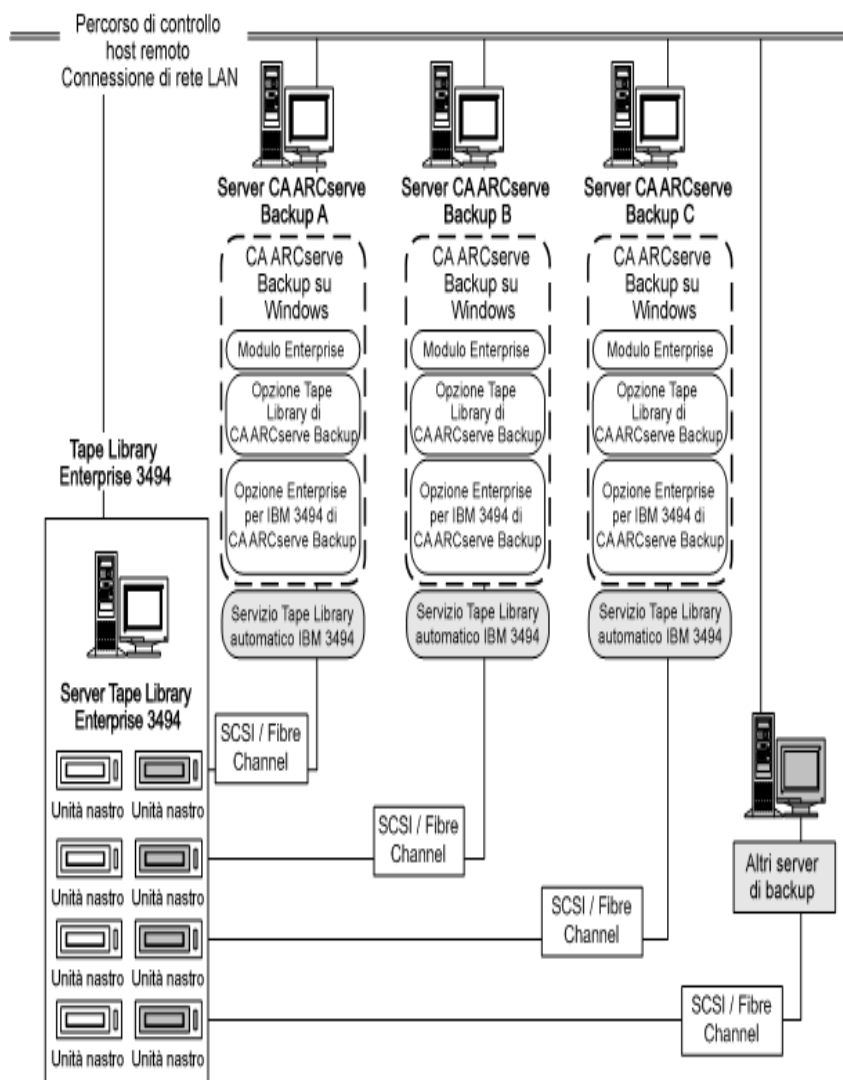 Percorso di controllo
host remoto
Connessione di rete LAN
Server CA ARCserve
Backup A
Server CA ARCserve
Backup B
Server CA ARCserve
Backup C
CA ARCserve
Backup su
Windows
Modulo Enterprise
Opzione Tape
Library di
CA ARCserve Backup
Opzione Enterprise
per IBM 3494 di
CA ARCserve Backup
Servizio Tape Library
automatico IBM 3494
CA ARCserve
Backup su
Windows
Modulo Enterprise
Opzione Tape
Library di
CA ARCserve Backup
Opzione Enterprise
per IBM 3494 di
CA ARCserve Backup
Servizio Tape Library
automatico IBM 3494
CA ARCserve
Backup su
Windows
Modulo Enterprise
Opzione Tape
Library di
CA ARCserve Backup
Opzione Enterprise
per IBM 3494 di
CA ARCserve Backup
Servizio Tape Library
automatico IBM 3494
Tape Library
Enterprise 3494
Server Tape Library
Enterprise 3494
Unità nastro Unità nastro
Unità nastro Unità nastro
Unità nastro Unità nastro
Unità nastro Unità nastro
SCSI / Fibre
Channel
SCSI / Fibre
Channel
SCSI / Fibre
Channel
SCSI / Fibre
Channel
Altri server
di backup